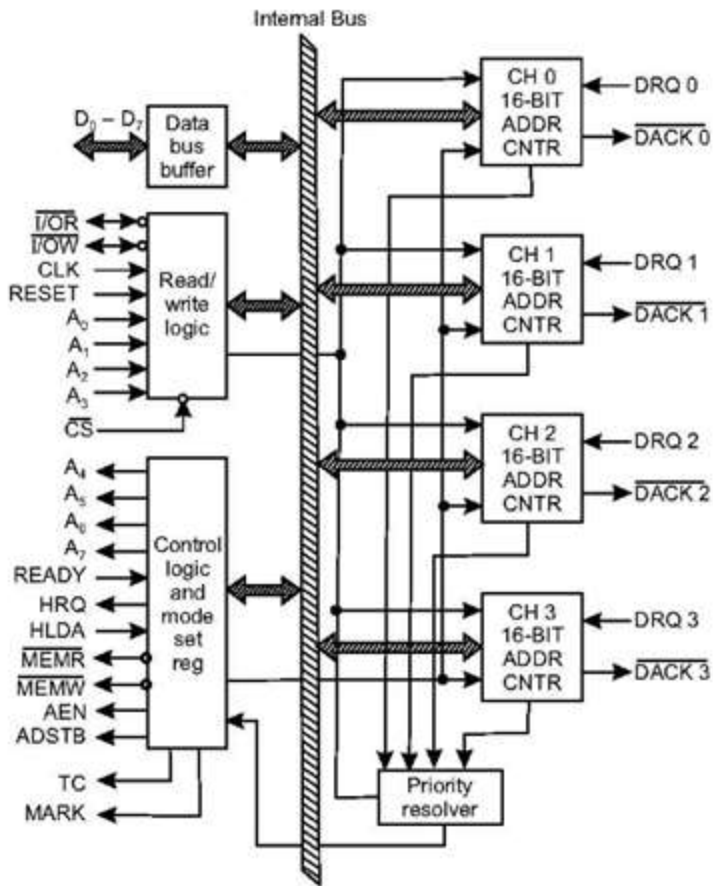 Internal Bus
D0 – D7
Data
bus
buffer
I/OR
I/OW
CLK
RESET
A0
A1
A2
A3
CS
Read/
write
logic
A4
A5
A6
A7
READY
HRQ
HLDA
MEMR
MEMW
AEN
ADSTB
TC
MARK
Control
logic
and
mode
set
reg
CH 0
16-BIT
ADDR
CNTR
DRQ 0
DACK 0
CH 1
16-BIT
ADDR
CNTR
DRQ 1
DACK 1
CH 2
16-BIT
ADDR
CNTR
DRQ 2
DACK 2
CH 3
16-BIT
ADDR
CNTR
DRQ 3
DACK 3
Priority
resolver